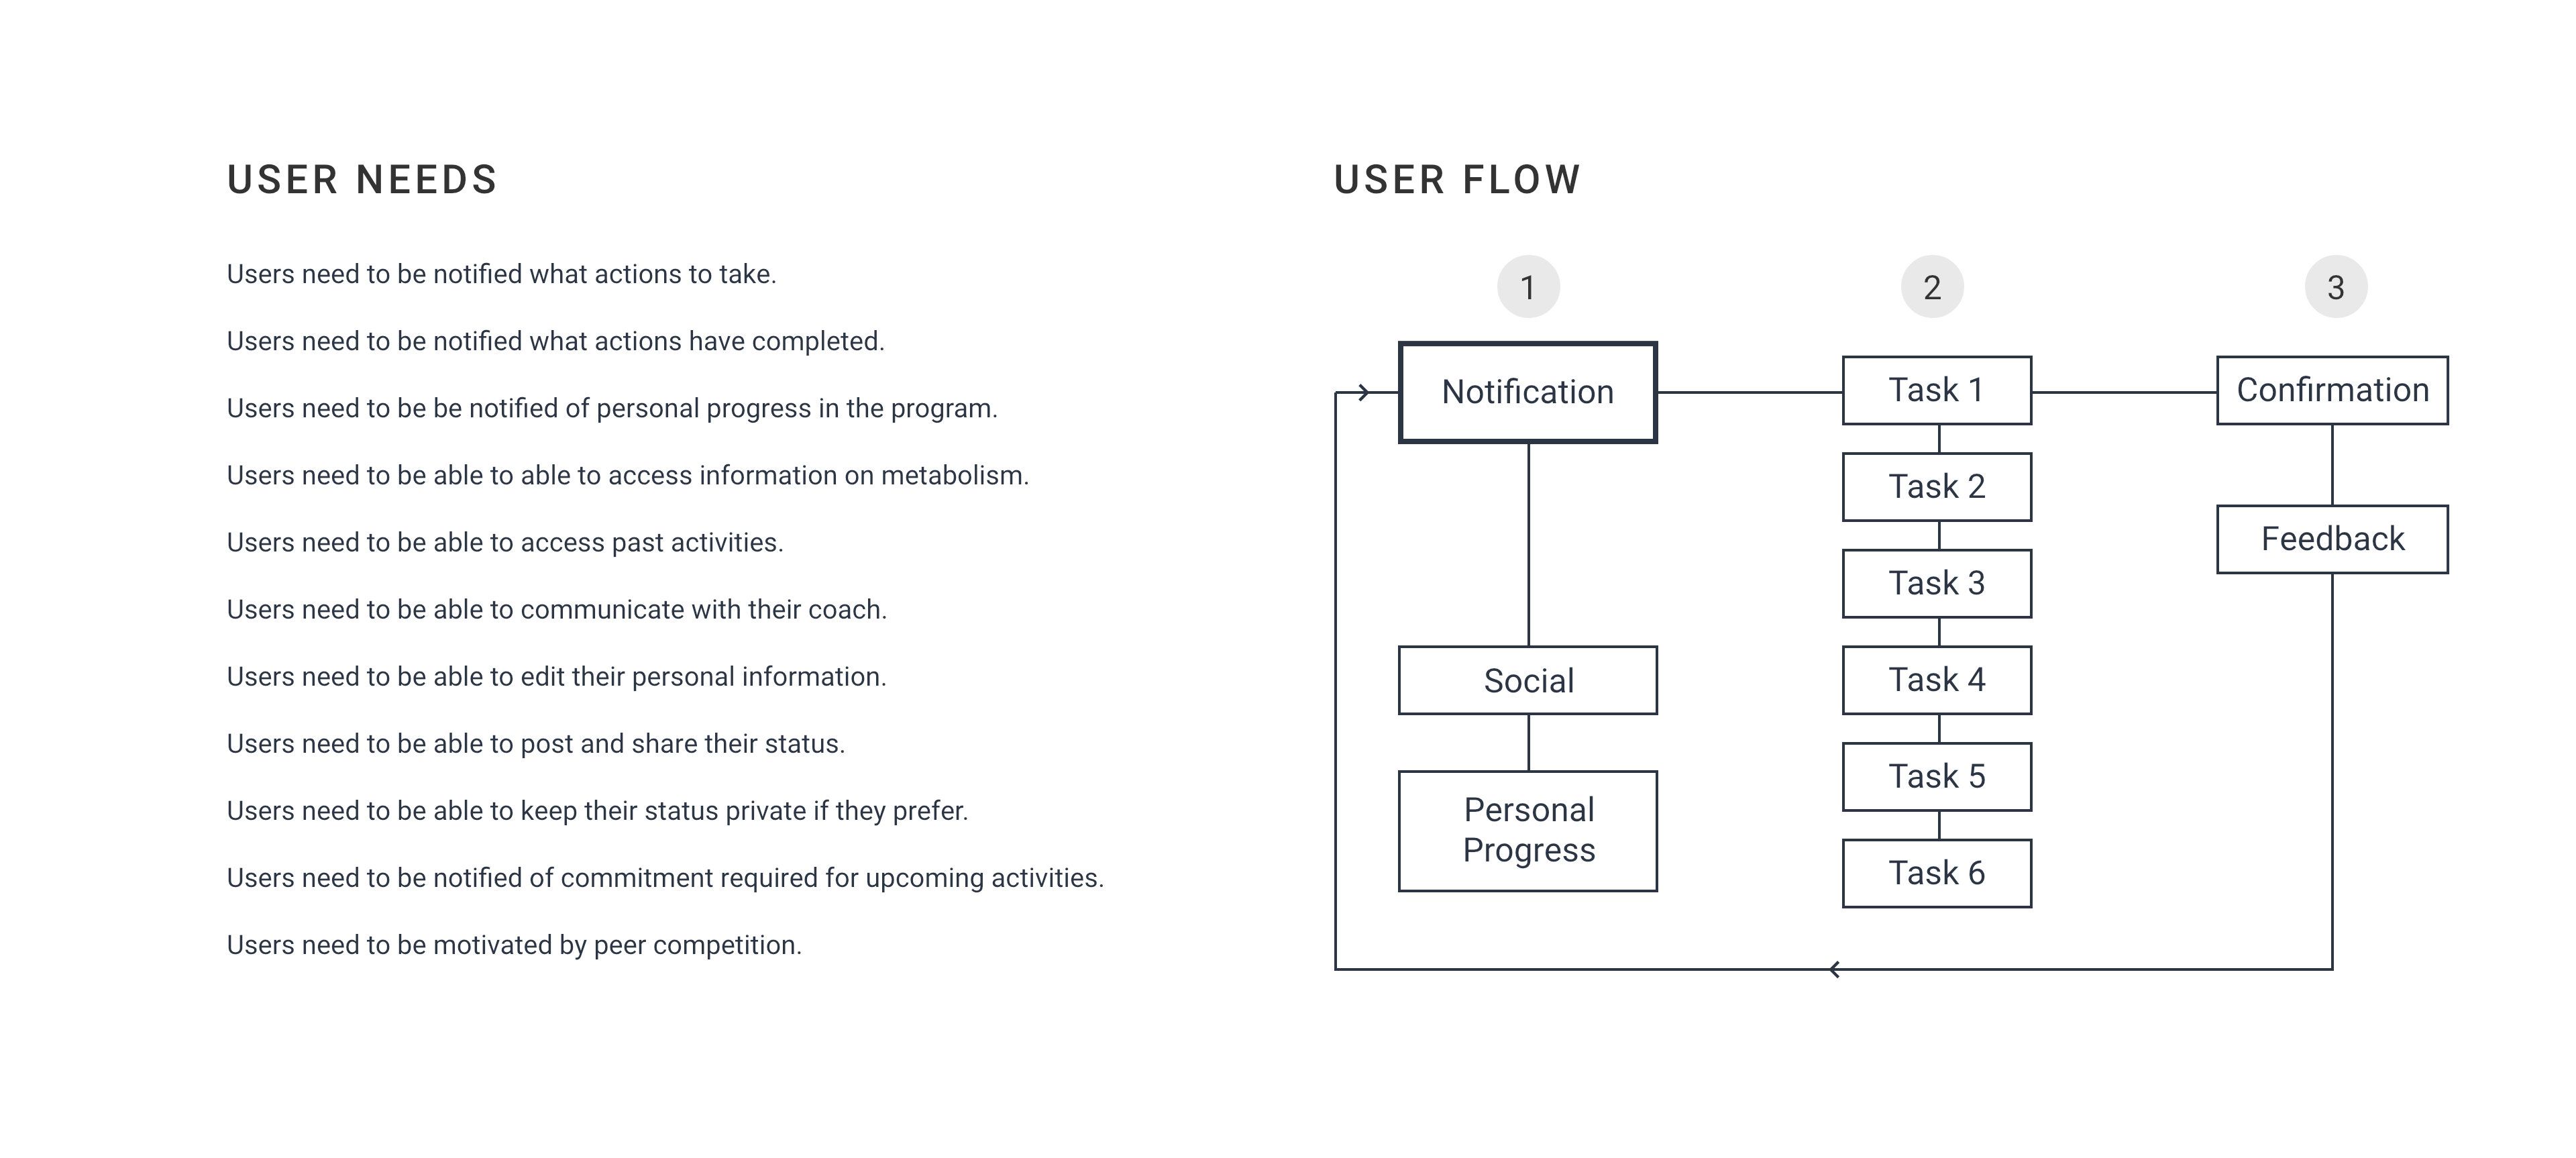 USER NEEDS
Users need to be notified what actions to take.
Users need to be notified what actions have completed.
Users need to be be notified of personal progress in the program.
Users need to be able to able to access information on metabolism.
Users need to be able to access past activities.
Users need to be able to communicate with their coach.
Users need to be able to edit their personal information.
Users need to be able to post and share their status.
Users need to be able to keep their status private if they prefer.
Users need to be notified of commitment required for upcoming activities.
Users need to be motivated by peer competition.
USER FLOW
1
Notification
Social
Personal
Progress
2
Task 1
Task 2
Task 3
Task 4
Task 5
Task 6
3
Confirmation
Feedback